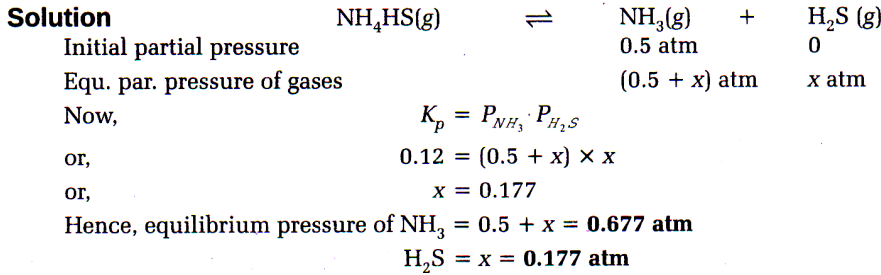 Solution NH₄HS(g) ⇌ NH₃(g) + H₂S (g)
Initial partial pressure 0.5 atm 0
Equ. par. pressure of gases (0.5 + x) atm x atm
Now, Kₚ = P_NH₃ · P_H₂S
or, 0.12 = (0.5 + x) × x
or, x = 0.177
Hence, equilibrium pressure of NH₃ = 0.5 + x = 0.677 atm
H₂S = x = 0.177 atm